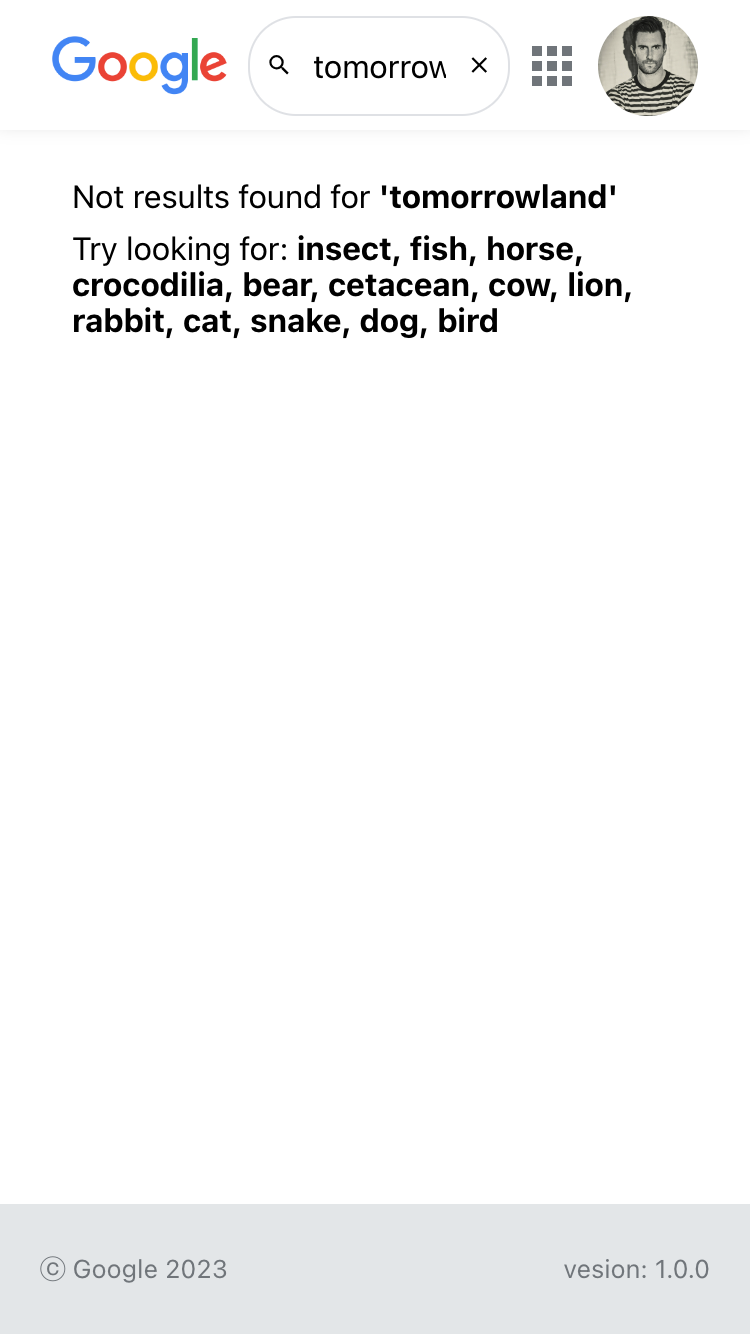 Google tomorrow
Not results found for 'tomorrowland'
Try looking for: insect, fish, horse,
crocodilia, bear, cetacean, cow, lion,
rabbit, cat, snake, dog, bird
© Google 2023 vesion: 1.0.0